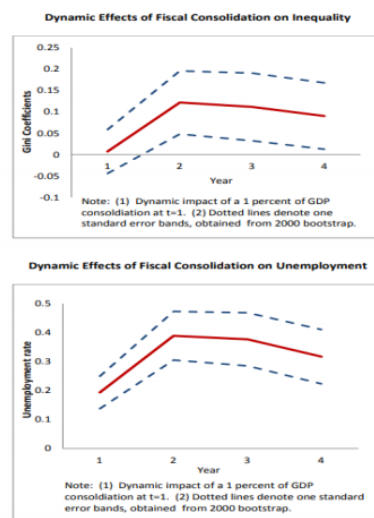 Dynamic Effects of Fiscal Consolidation on Inequality
0.25
0.2
0.15
0.1
0.05
0
-0.05
-0.1
Gini Coefficients
1 2 3 4
Year
Note: (1) Dynamic impact of a 1 percent of GDP
consoldiation at t=1. (2) Dotted lines denote one
standard error bands, obtained from 2000 bootstrap.
Dynamic Effects of Fiscal Consolidation on Unemployment
0.5
0.4
0.3
0.2
0.1
0
Unemployment rate
1 2 3 4
Year
Note: (1) Dynamic impact of a 1 percent of GDP
consoldiation at t=1. (2) Dotted lines denote one standard
error bands, obtained from 2000 bootstrap.